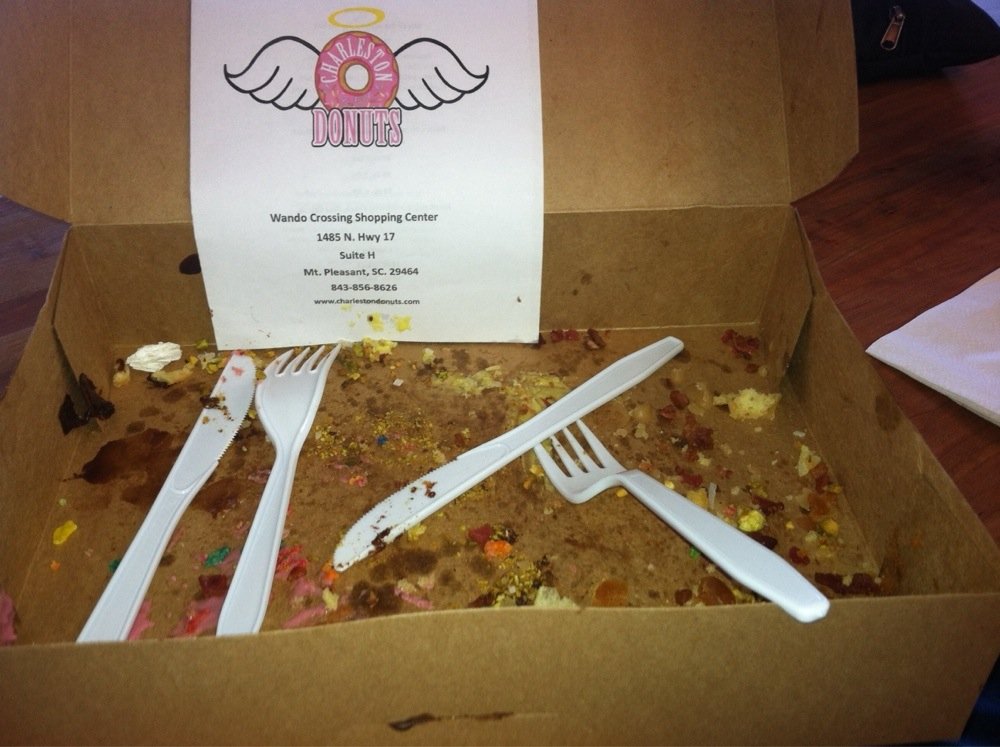 CHARLESTON
DONUTS
Wando Crossing Shopping Center
1485 N. Hwy 17
Suite H
Mt. Pleasant, SC. 29464
843-856-8626
www.charlestondonuts.com